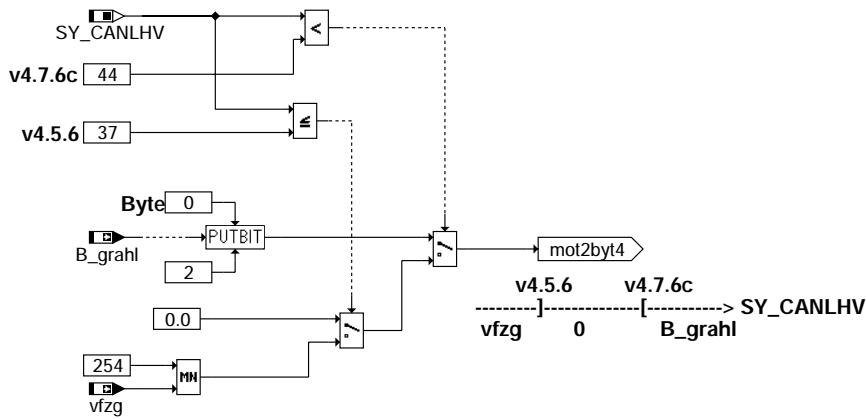 SY_CANLHV
<
v4.7.6c 44
≤
v4.5.6 37
Byte 0
PUTBIT
B_grahl
2
mot2byt4
v4.5.6 v4.7.6c
---------]-------------[-----------> SY_CANLHV
vfzg 0 B_grahl
0.0
254
MN
vfzg